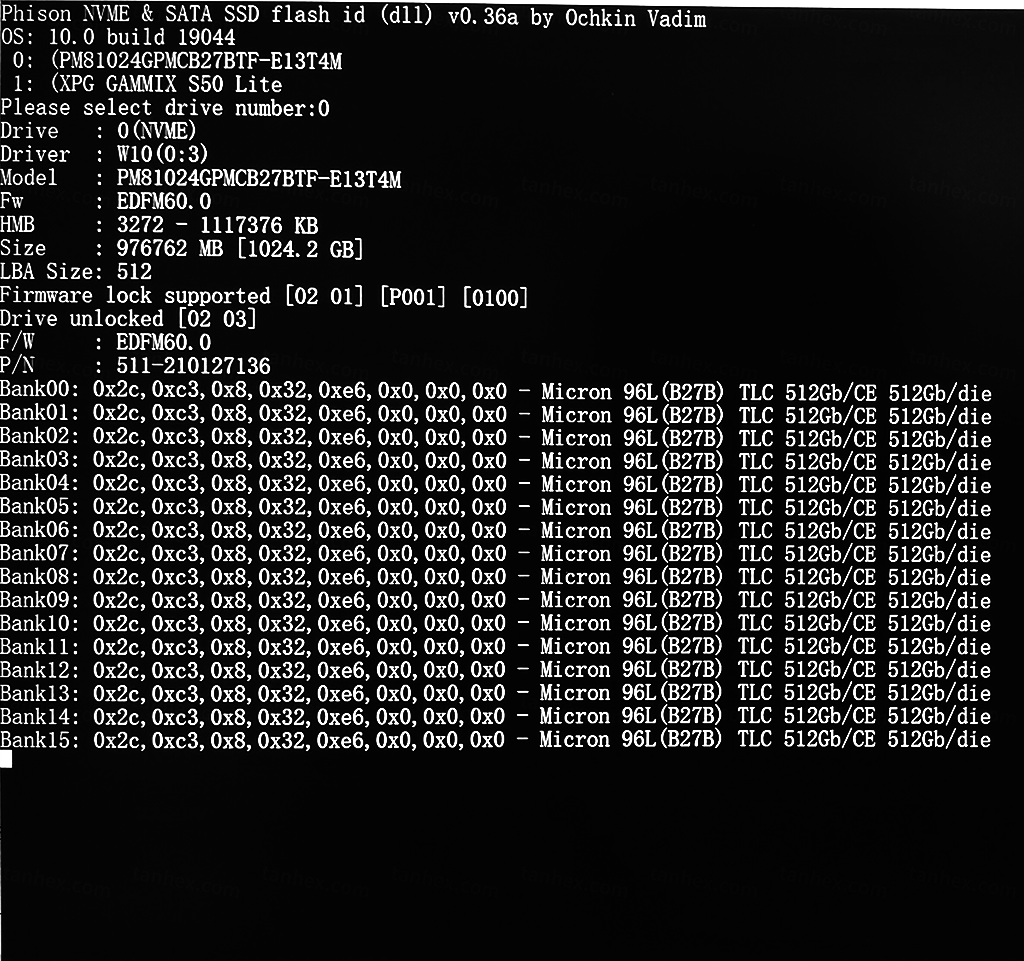 Phison NVME & SATA SSD flash id (dll) v0.36a by Ochkin Vadim
OS: 10.0 build 19044
0: (PM81024GPMCB27BTF-E13T4M
1: (XPG GAMMIX S50 Lite
Please select drive number:0
Drive : 0(NVME)
Driver : W10(0:3)
Model : PM81024GPMCB27BTF-E13T4M
Fw : EDFM60.0
HMB : 3272 - 1117376 KB
Size : 976762 MB [1024.2 GB]
LBA Size: 512
Firmware lock supported [02 01] [P001] [0100]
Drive unlocked [02 03]
F/W : EDFM60.0
P/N : 511-210127136
Bank00: 0x2c,0xc3,0x8,0x32,0xe6,0x0,0x0,0x0 - Micron 96L(B27B) TLC 512Gb/CE 512Gb/die
Bank01: 0x2c,0xc3,0x8,0x32,0xe6,0x0,0x0,0x0 - Micron 96L(B27B) TLC 512Gb/CE 512Gb/die
Bank02: 0x2c,0xc3,0x8,0x32,0xe6,0x0,0x0,0x0 - Micron 96L(B27B) TLC 512Gb/CE 512Gb/die
Bank03: 0x2c,0xc3,0x8,0x32,0xe6,0x0,0x0,0x0 - Micron 96L(B27B) TLC 512Gb/CE 512Gb/die
Bank04: 0x2c,0xc3,0x8,0x32,0xe6,0x0,0x0,0x0 - Micron 96L(B27B) TLC 512Gb/CE 512Gb/die
Bank05: 0x2c,0xc3,0x8,0x32,0xe6,0x0,0x0,0x0 - Micron 96L(B27B) TLC 512Gb/CE 512Gb/die
Bank06: 0x2c,0xc3,0x8,0x32,0xe6,0x0,0x0,0x0 - Micron 96L(B27B) TLC 512Gb/CE 512Gb/die
Bank07: 0x2c,0xc3,0x8,0x32,0xe6,0x0,0x0,0x0 - Micron 96L(B27B) TLC 512Gb/CE 512Gb/die
Bank08: 0x2c,0xc3,0x8,0x32,0xe6,0x0,0x0,0x0 - Micron 96L(B27B) TLC 512Gb/CE 512Gb/die
Bank09: 0x2c,0xc3,0x8,0x32,0xe6,0x0,0x0,0x0 - Micron 96L(B27B) TLC 512Gb/CE 512Gb/die
Bank10: 0x2c,0xc3,0x8,0x32,0xe6,0x0,0x0,0x0 - Micron 96L(B27B) TLC 512Gb/CE 512Gb/die
Bank11: 0x2c,0xc3,0x8,0x32,0xe6,0x0,0x0,0x0 - Micron 96L(B27B) TLC 512Gb/CE 512Gb/die
Bank12: 0x2c,0xc3,0x8,0x32,0xe6,0x0,0x0,0x0 - Micron 96L(B27B) TLC 512Gb/CE 512Gb/die
Bank13: 0x2c,0xc3,0x8,0x32,0xe6,0x0,0x0,0x0 - Micron 96L(B27B) TLC 512Gb/CE 512Gb/die
Bank14: 0x2c,0xc3,0x8,0x32,0xe6,0x0,0x0,0x0 - Micron 96L(B27B) TLC 512Gb/CE 512Gb/die
Bank15: 0x2c,0xc3,0x8,0x32,0xe6,0x0,0x0,0x0 - Micron 96L(B27B) TLC 512Gb/CE 512Gb/die